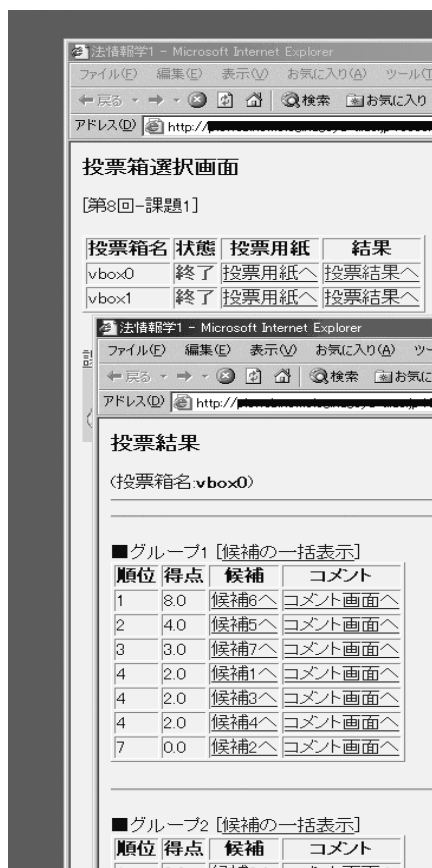 法情報学1 - Microsoft Internet Explorer
ファイル(F) 編集(E) 表示(V) お気に入り(A) ツール(T
戻る 検索 お気に入り
アドレス(D) http://
投票箱選択画面
[第8回-課題1]
投票箱名 状態 投票用紙 結果
vbox0 終了 投票用紙へ 投票結果へ
vbox1 終了 投票用紙へ 投票結果へ
法情報学1 - Microsoft Internet Explorer
ファイル(F) 編集(E) 表示(V) お気に入り(A) ツー
戻る 検索 お気に
アドレス(D) http://
投票結果
(投票箱名:vbox0)
■グループ1 [候補の一括表示]
順位 得点 候補 コメント
1 8.0 候補6へ コメント画面へ
2 4.0 候補5へ コメント画面へ
3 3.0 候補7へ コメント画面へ
4 2.0 候補1へ コメント画面へ
4 2.0 候補3へ コメント画面へ
4 2.0 候補4へ コメント画面へ
7 0.0 候補2へ コメント画面へ
■グループ2 [候補の一括表示]
順位 得点 候補 コメント